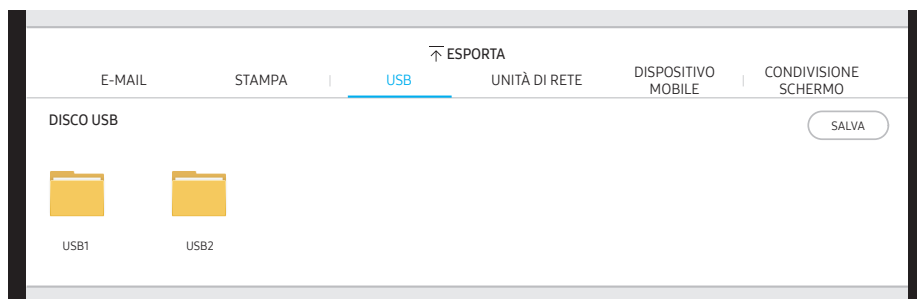 ESPORTA
E-MAIL STAMPA USB UNITÀ DI RETE DISPOSITIVO MOBILE CONDIVISIONE SCHERMO
DISCO USB SALVA
USB1 USB2